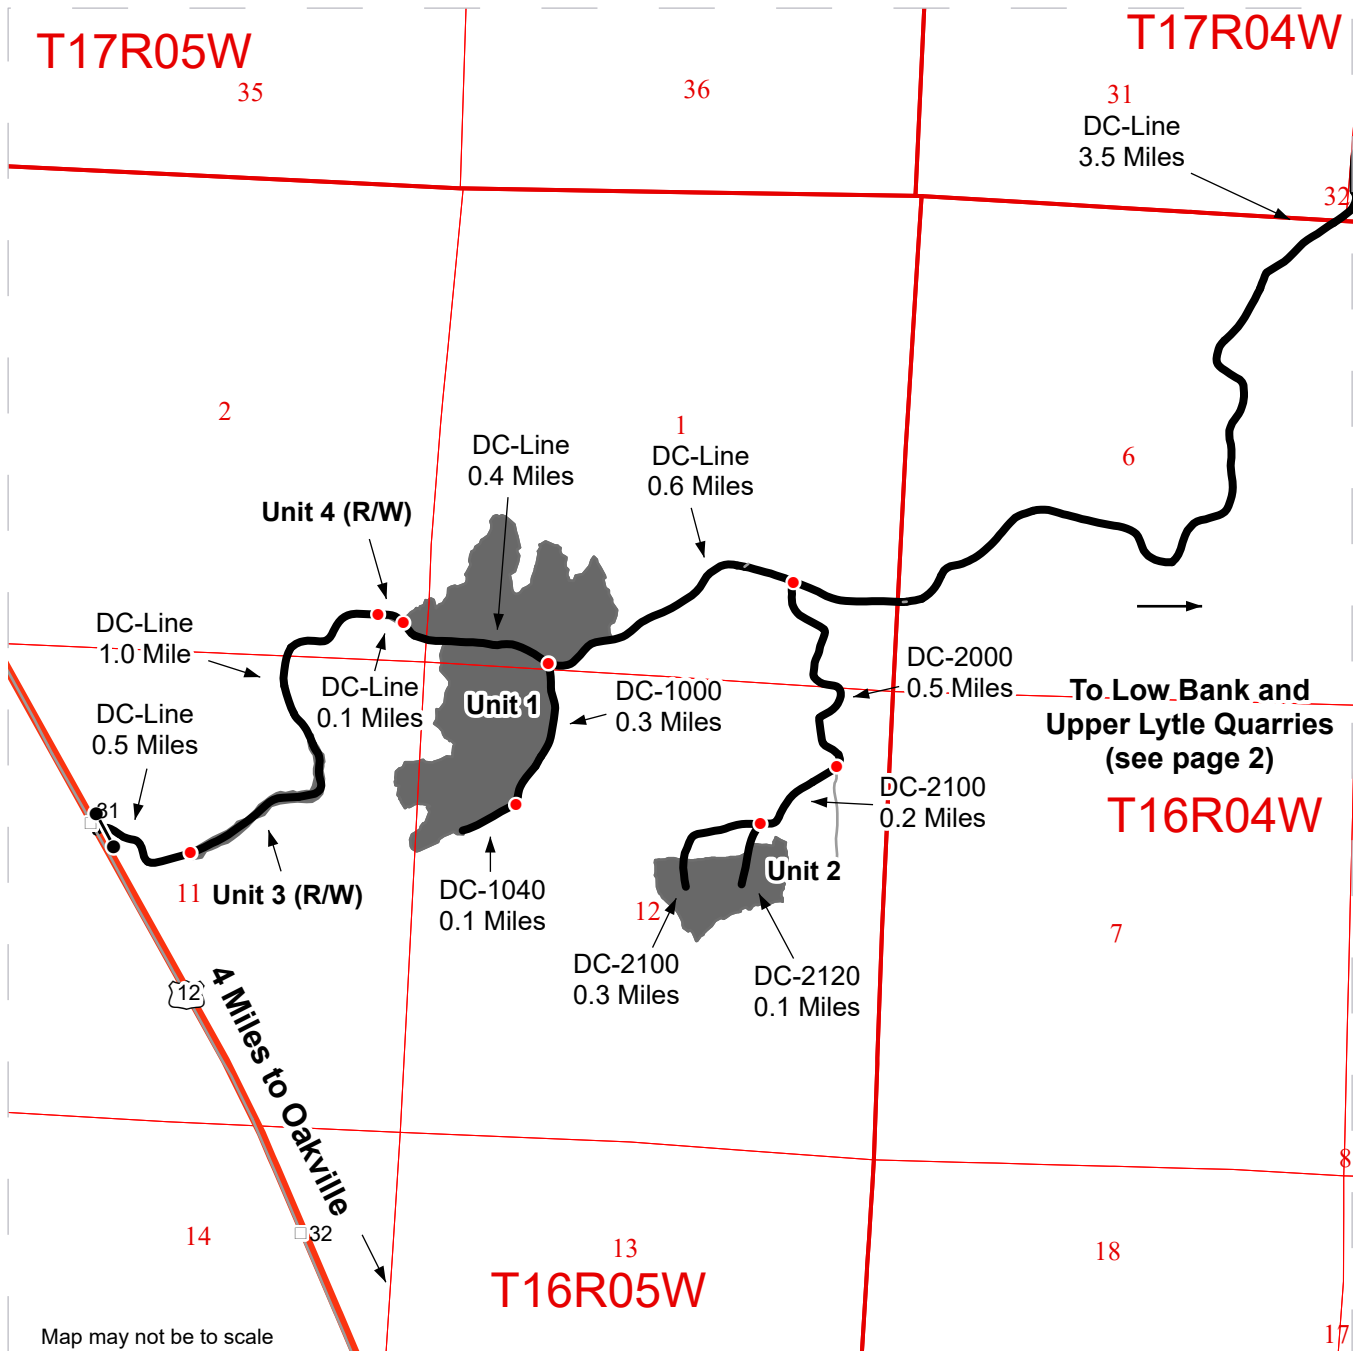 T17R05W
T17R04W
35
36
31
DC-Line
3.5 Miles
32
2
1
DC-Line
0.4 Miles
DC-Line
0.6 Miles
6
Unit 4 (R/W)
DC-Line
1.0 Mile
DC-Line
0.1 Miles
Unit 1
DC-1000
0.3 Miles
DC-2000
0.5 Miles
To Low Bank and
Upper Lytle Quarries
(see page 2)
DC-Line
0.5 Miles
31
DC-2100
0.2 Miles
T16R04W
11
Unit 3 (R/W)
DC-1040
0.1 Miles
Unit 2
12
7
DC-2100
0.3 Miles
DC-2120
0.1 Miles
12
4 Miles to Oakville
8
14
32
13
18
T16R05W
17
Map may not be to scale